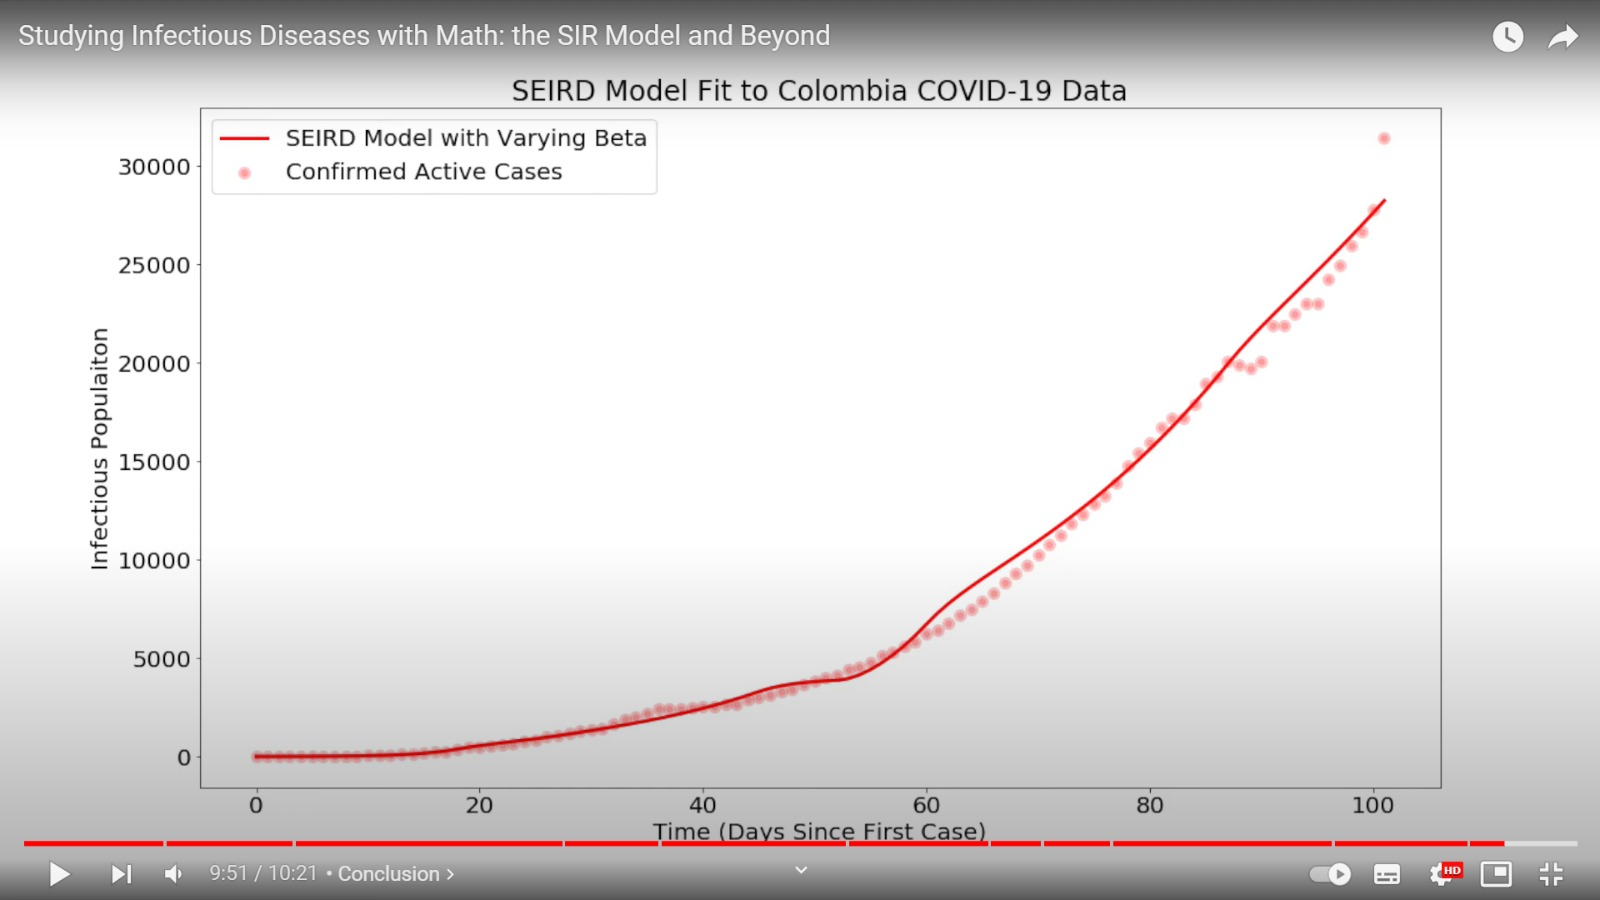 Studying Infectious Diseases with Math: the SIR Model and Beyond
SEIRD Model Fit to Colombia COVID-19 Data
SEIRD Model with Varying Beta
Confirmed Active Cases
30000
25000
20000
15000
10000
5000
0
Infectious Populaiton
0 20 40 60 80 100
Time (Days Since First Case)
9:51 / 10:21 • Conclusion
HD